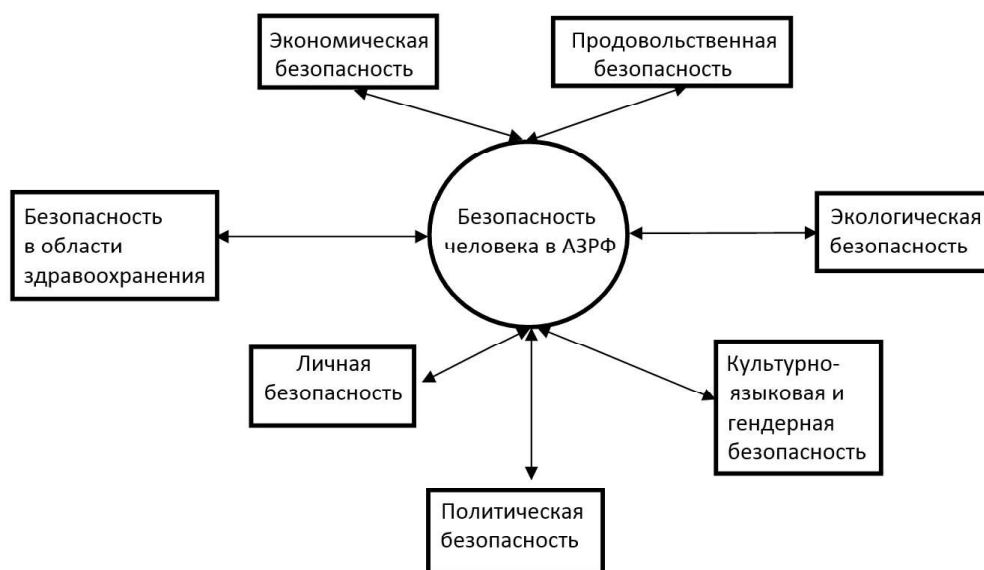 Экономическая
безопасность
Продовольственная
безопасность
Безопасность
в области
здравоохранения
Безопасность
человека в АЗРФ
Экологическая
безопасность
Личная
безопасность
Культурно-
языковая и
гендерная
безопасность
Политическая
безопасность